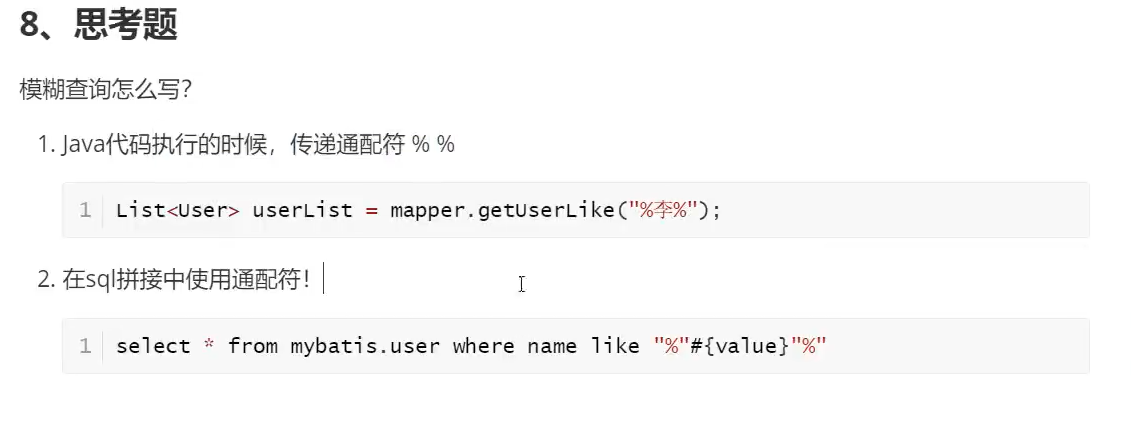 8、思考题
模糊查询怎么写?
1. Java代码执行的时候，传递通配符 % %
1 List<User> userList = mapper.getUserLike("%李%");
2. 在sql拼接中使用通配符！
1 select * from mybatis.user where name like "%"#{value}"%"